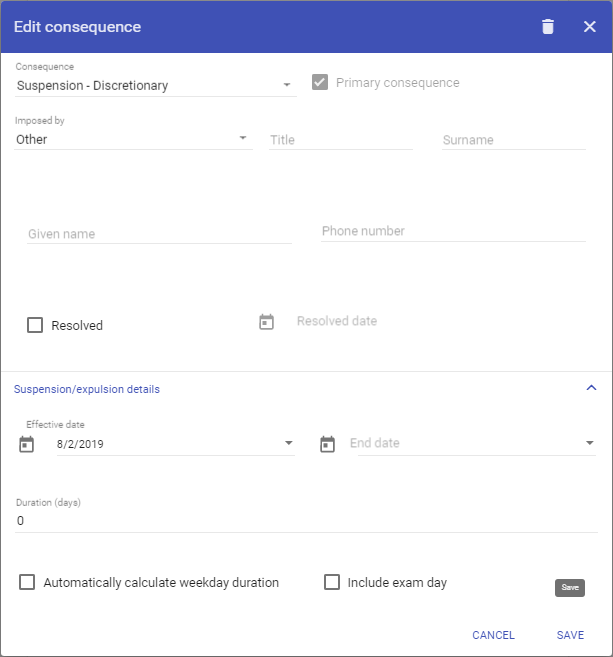 Edit consequence
Consequence
Suspension - Discretionary
Primary consequence
Imposed by
Other
Title
Surname
Given name
Phone number
Resolved
Resolved date
Suspension/expulsion details
Effective date
8/2/2019
End date
Duration (days)
0
Automatically calculate weekday duration
Include exam day
Save
CANCEL
SAVE